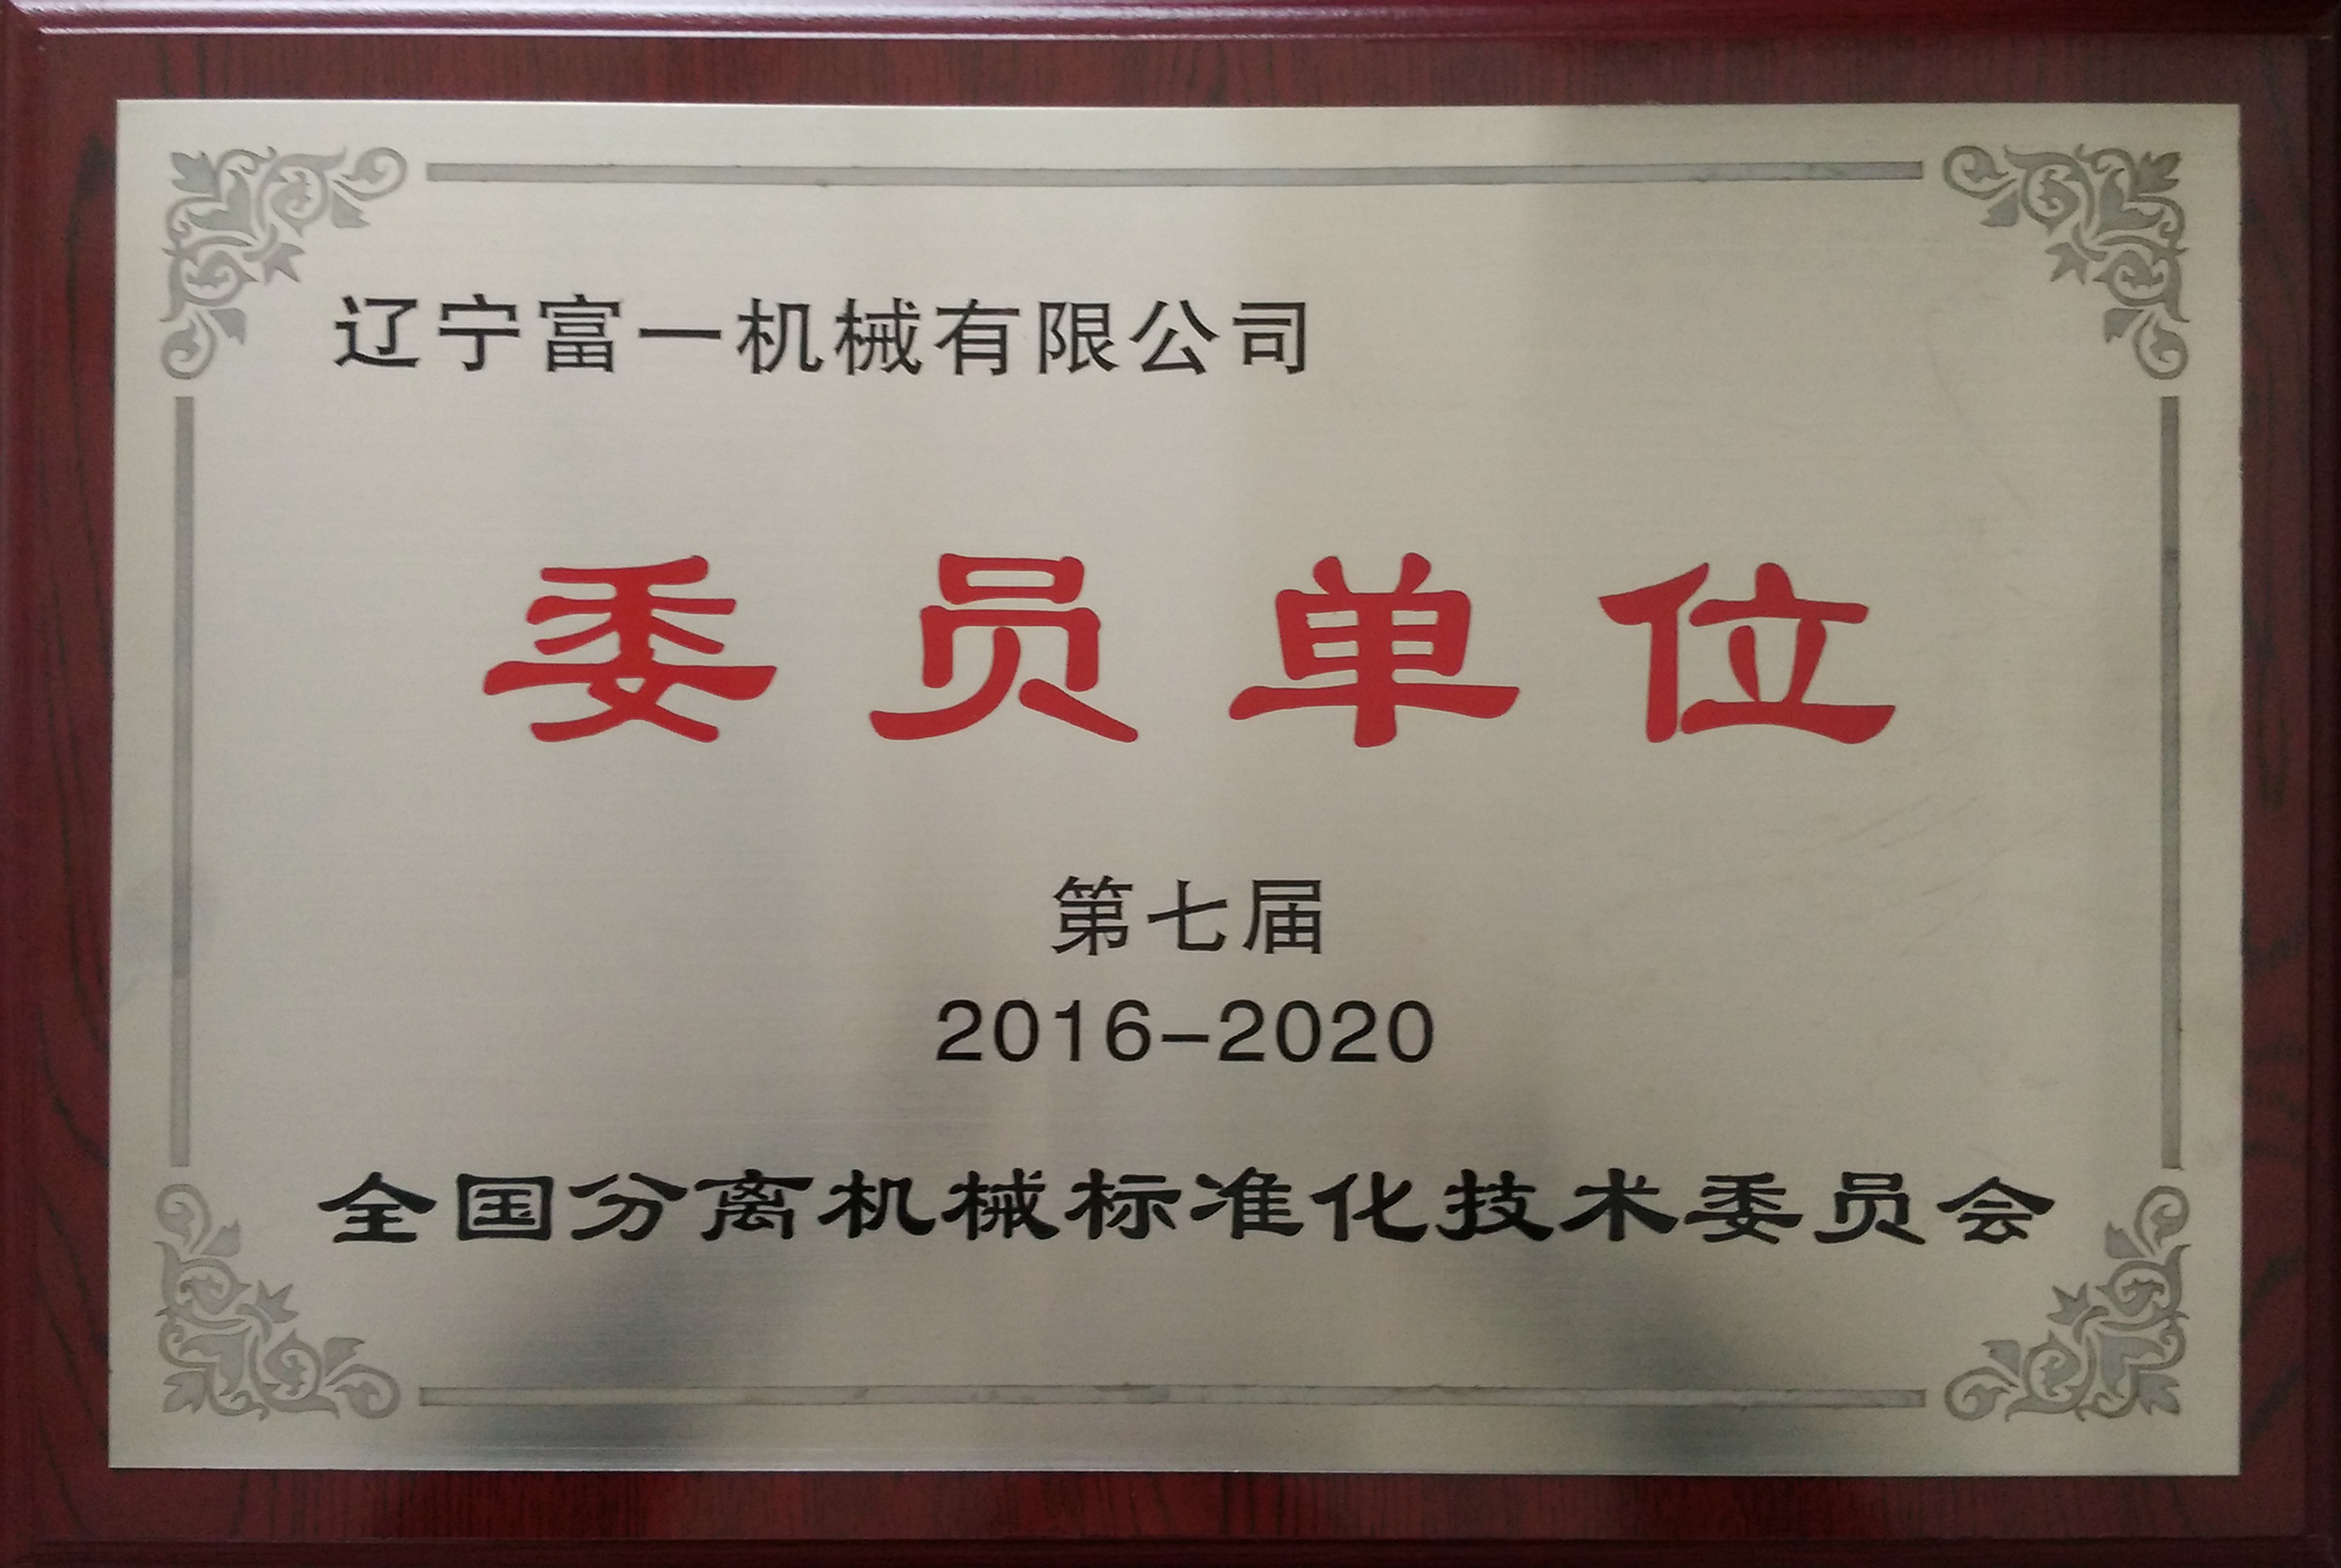 辽宁富一机械有限公司
委员单位
第七届
2016-2020
全国分离机械标准化技术委员会